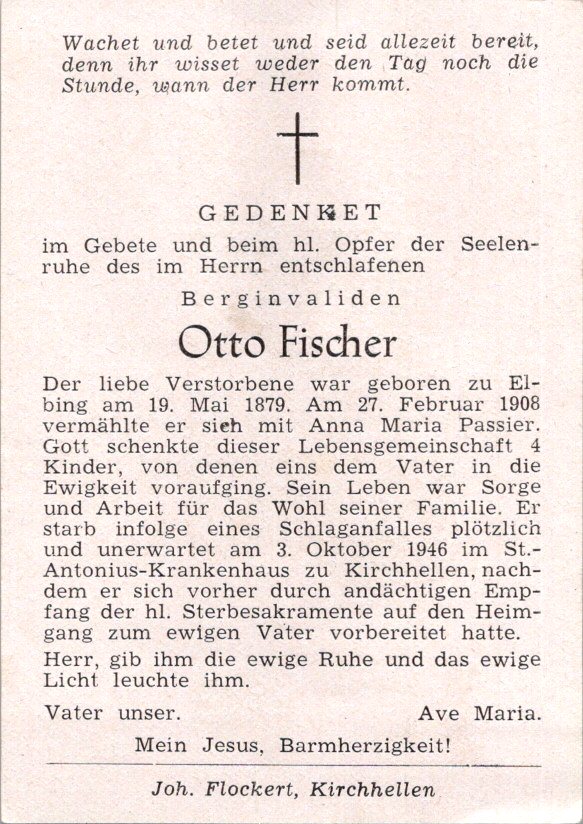 Wachet und betet und seid allezeit bereit,
denn ihr wisset weder den Tag noch die
Stunde, wann der Herr kommt.
GEDENKET
im Gebete und beim hl. Opfer der Seelen-
ruhe des im Herrn entschlafenen
Berginvaliden
Otto Fischer
Der liebe Verstorbene war geboren zu El-
bing am 19. Mai 1879. Am 27. Februar 1908
vermählte er sich mit Anna Maria Passier.
Gott schenkte dieser Lebensgemeinschaft 4
Kinder, von denen eins dem Vater in die
Ewigkeit voraufging. Sein Leben war Sorge
und Arbeit für das Wohl seiner Familie. Er
starb infolge eines Schlaganfalles plötzlich
und unerwartet am 3. Oktober 1946 im St.-
Antonius-Krankenhaus zu Kirchhellen, nach-
dem er sich vorher durch andächtigen Emp-
fang der hl. Sterbesakramente auf den Heim-
gang zum ewigen Vater vorbereitet hatte.
Herr, gib ihm die ewige Ruhe und das ewige
Licht leuchte ihm.
Vater unser. Ave Maria.
Mein Jesus, Barmherzigkeit!
Joh. Flockert, Kirchhellen